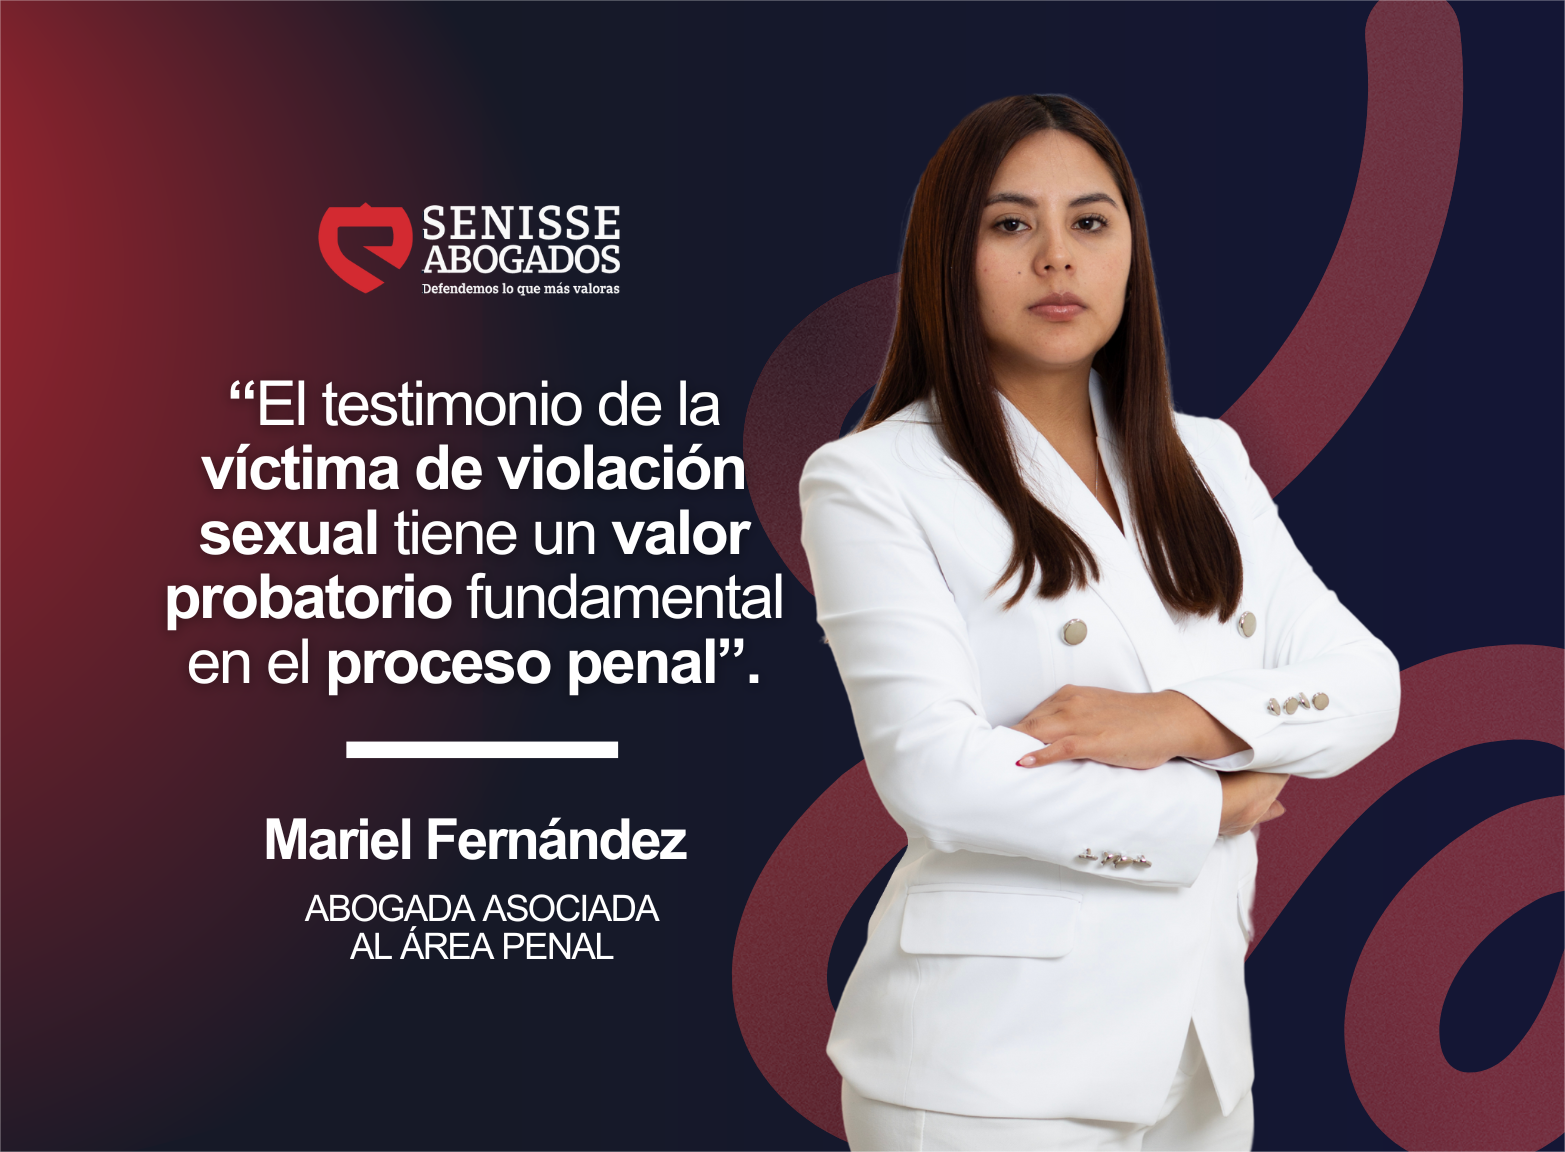 SENISSE
ABOGADOS
Defendemos lo que más valoras
“El testimonio de la
víctima de violación
sexual tiene un valor
probatorio fundamental
en el proceso penal”.
Mariel Fernández
ABOGADA ASOCIADA
AL ÁREA PENAL